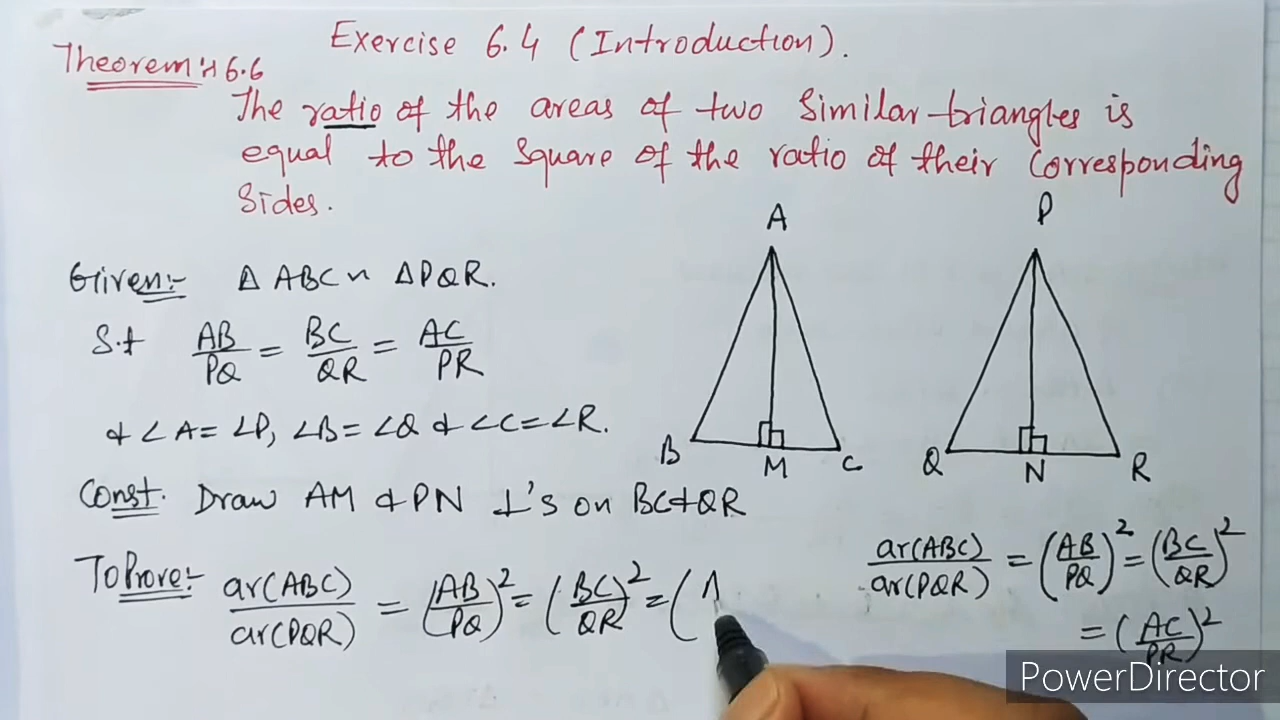 Exercise 6.4 (Introduction).
Theorem:- 6.6
The ratio of the areas of two Similar triangles is
equal to the Square of the ratio of their Corresponding
Sides.
Given:- Δ ABC ~ ΔPQR.
S.t AB/PQ = BC/QR = AC/PR
& ∠A = ∠P, ∠B = ∠Q & ∠C = ∠R.
Const. Draw AM & PN ⊥'s on BC & QR
To Prove:- ar(ABC)/ar(PQR) = (AB/PQ)² = (BC/QR)² = (A
A
B
M
C
P
Q
N
R
ar(ABC)/ar(PQR) = (AB/PQ)² = (BC/QR)²
= (AC/PR)²
PowerDirector